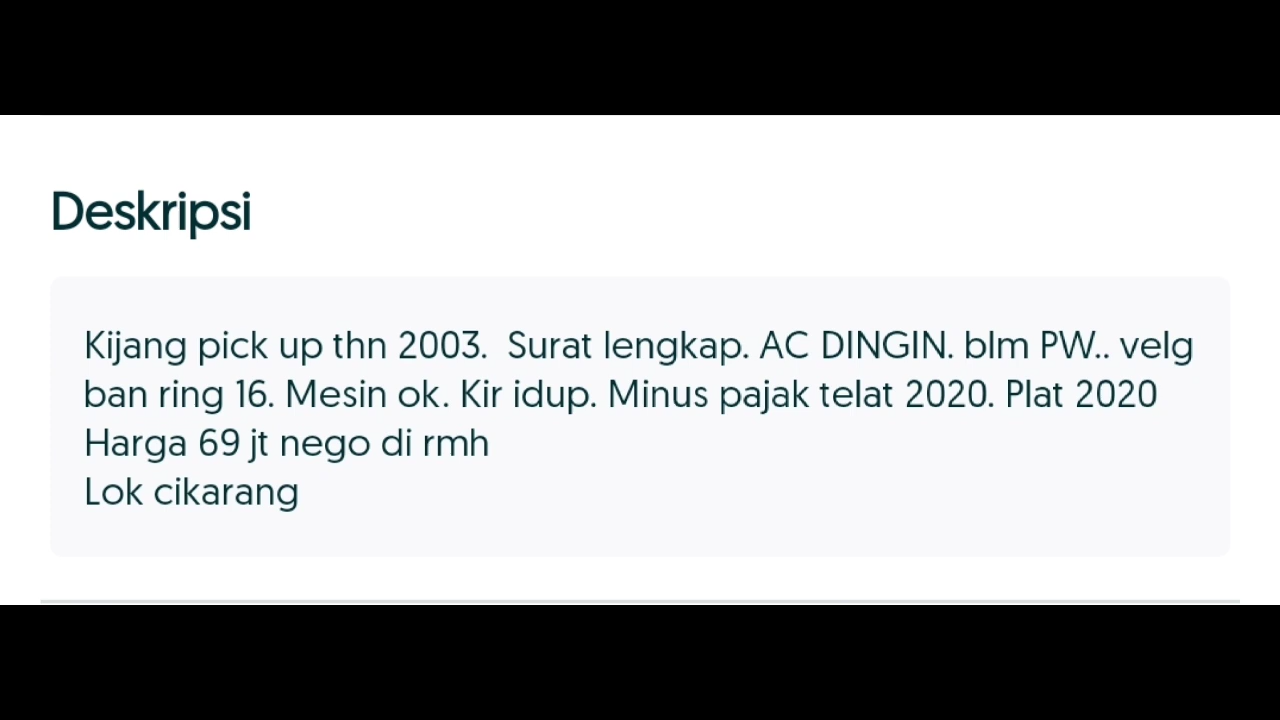 Deskripsi
Kijang pick up thn 2003.  Surat lengkap. AC DINGIN. blm PW.. velg
ban ring 16. Mesin ok. Kir idup. Minus pajak telat 2020. Plat 2020
Harga 69 jt nego di rmh
Lok cikarang